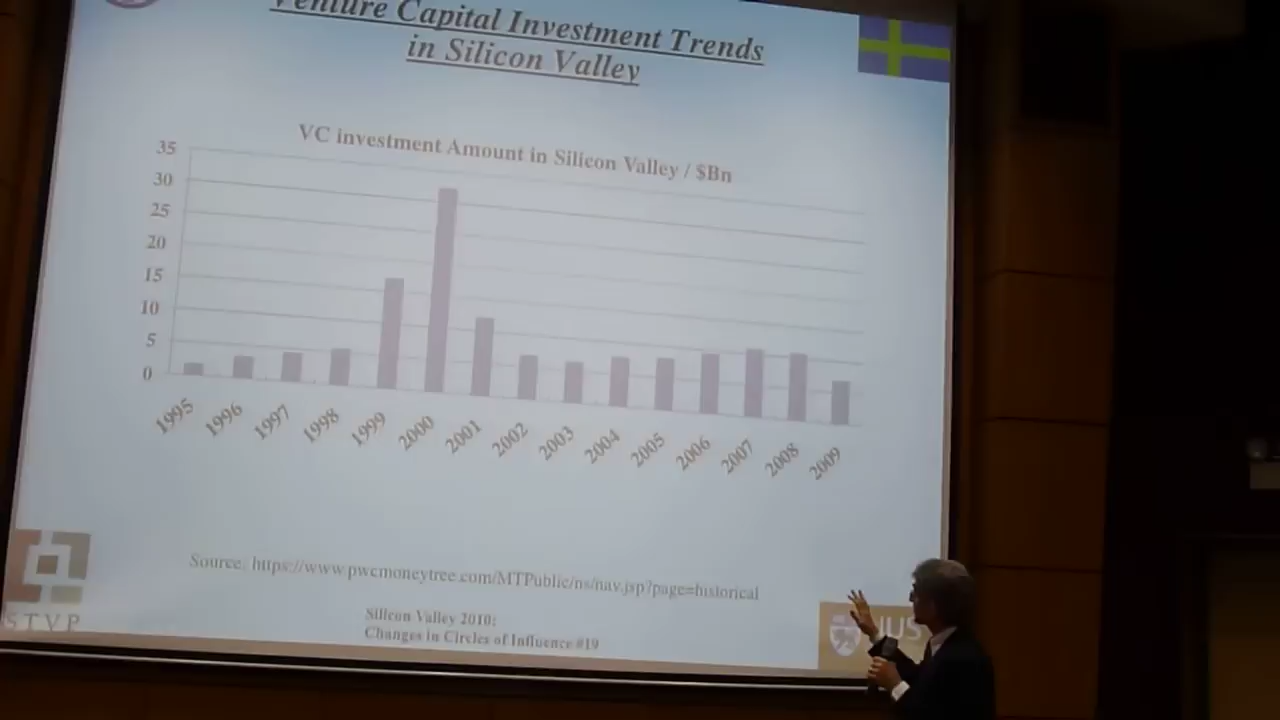 Venture Capital Investment Trends
in Silicon Valley
VC investment Amount in Silicon Valley / $Bn
35
30
25
20
15
10
5
0
1995 1996 1997 1998 1999 2000 2001 2002 2003 2004 2005 2006 2007 2008 2009
Source: https://www.pwcmoneytree.com/MTPublic/ns/nav.jsp?page=historical
Silicon Valley 2010:
Changes in Circles of Influence #19
STVP